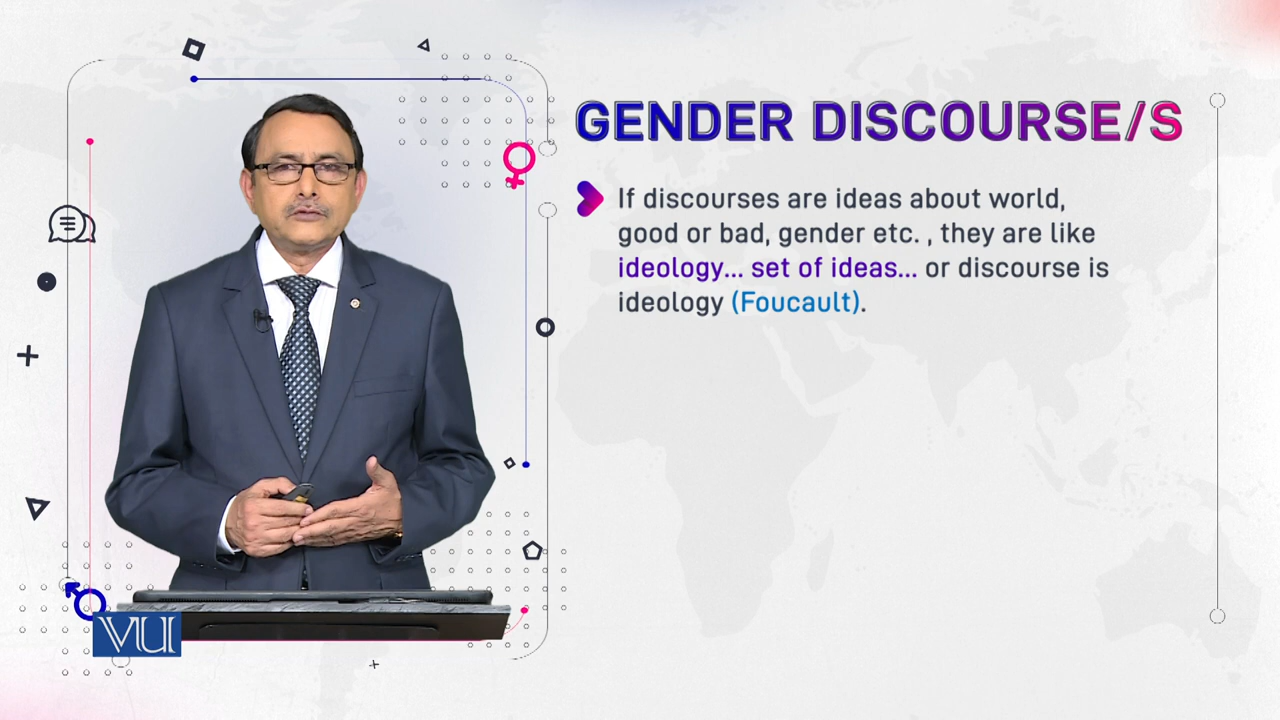 GENDER DISCOURSE/S
If discourses are ideas about world,
good or bad, gender etc. , they are like
ideology... set of ideas... or discourse is
ideology (Foucault).
VU